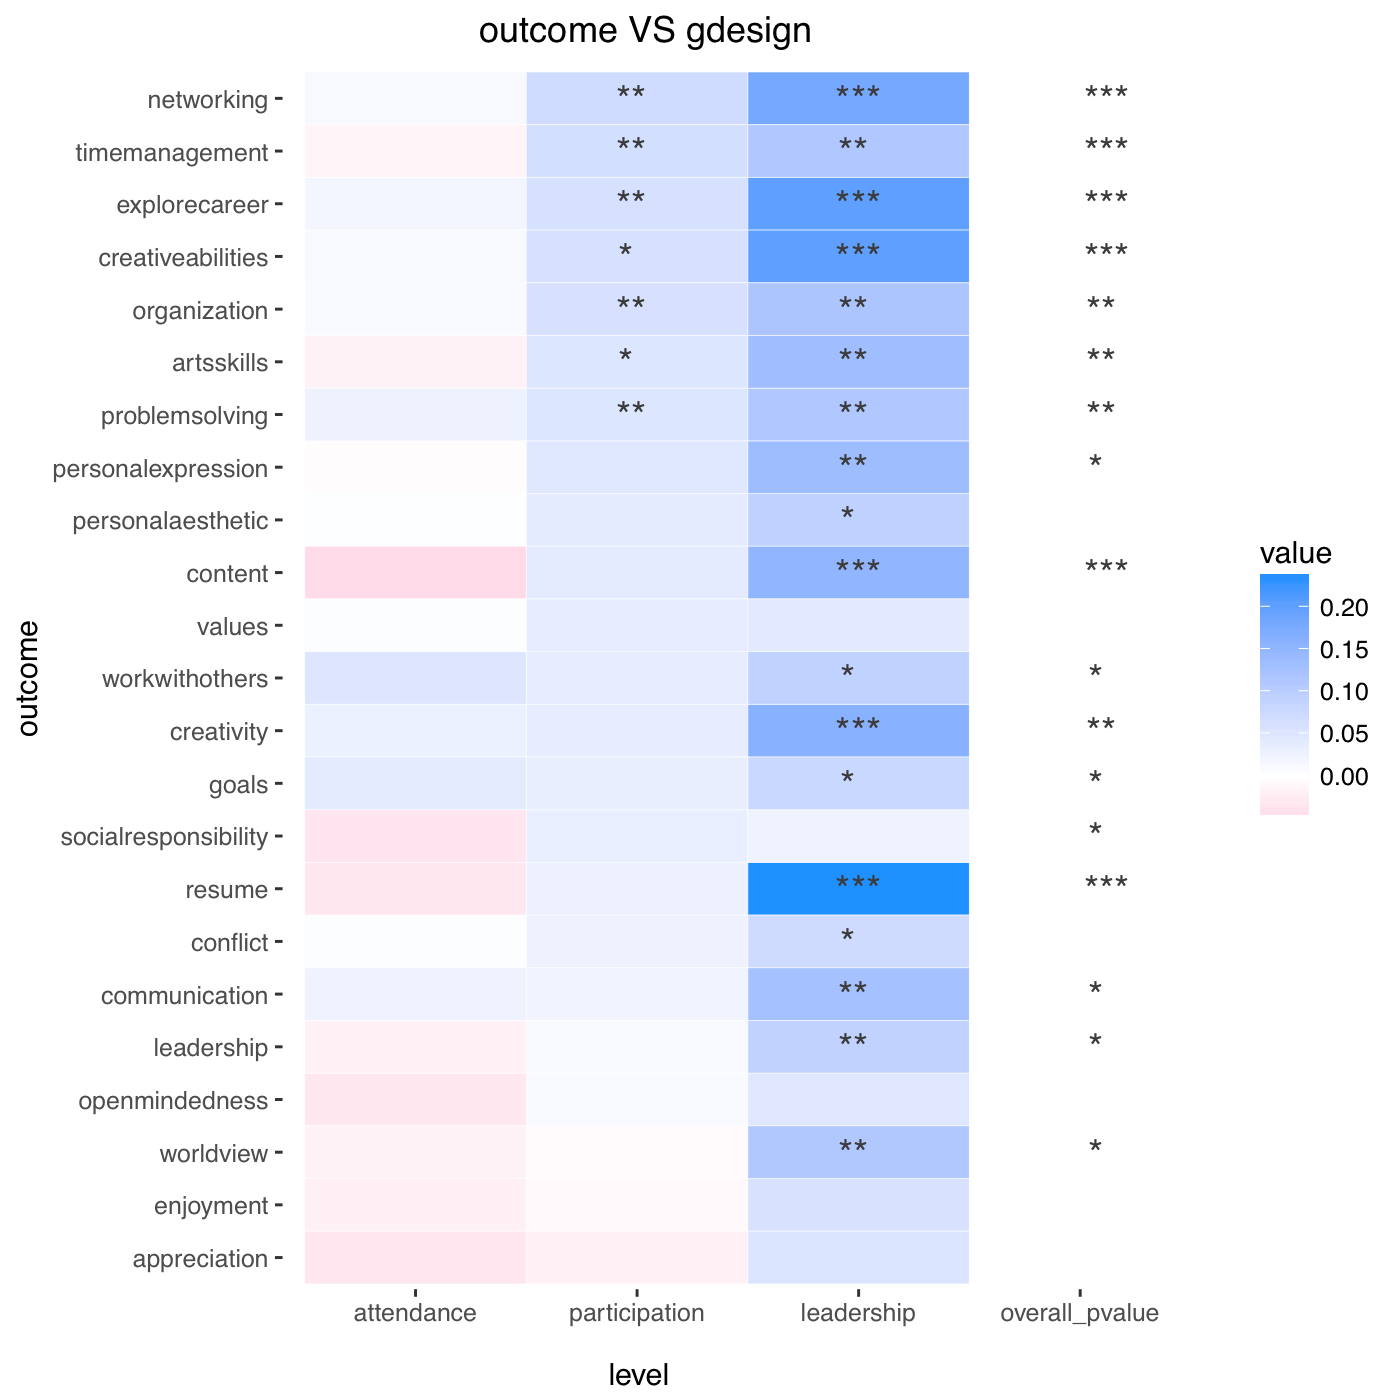 outcome VS gdesign
networking ** *** ***
timemanagement ** ** ***
explorecareer ** *** ***
creativeabilities * *** ***
organization ** ** **
artsskills * ** **
problemsolving ** ** **
personalexpression ** *
personalaesthetic *
content *** ***
values
workwithothers * *
creativity *** **
goals * *
socialresponsibility *
resume *** ***
conflict *
communication ** *
leadership ** *
openmindedness
worldview ** *
enjoyment
appreciation
attendance participation leadership overall_pvalue
level
outcome
value
0.20
0.15
0.10
0.05
0.00